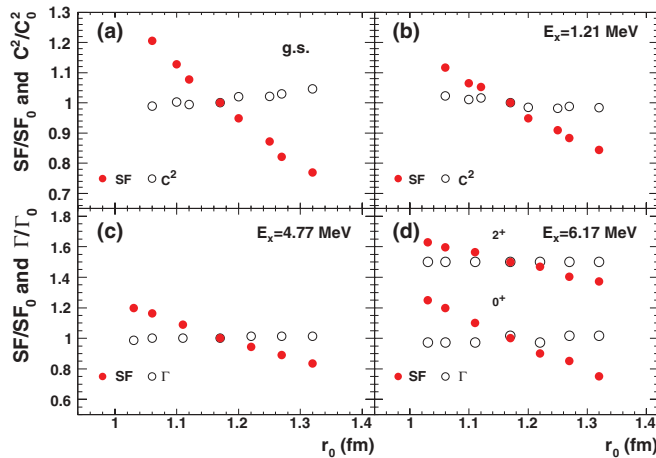 SF/SF₀ and C²/C₀²
1.3
1.2
1.1
1
0.9
0.8
0.7
(a)
g.s.
SF
C²
(b)
Eₓ=1.21 MeV
SF
C²
SF/SF₀ and Γ/Γ₀
1.8
1.6
1.4
1.2
1
0.8
0.6
(c)
Eₓ=4.77 MeV
SF
Γ
(d)
2⁺
Eₓ=6.17 MeV
0⁺
SF
Γ
1 1.1 1.2 1.3 1.4
1 1.1 1.2 1.3 1.4
r₀ (fm)
r₀ (fm)